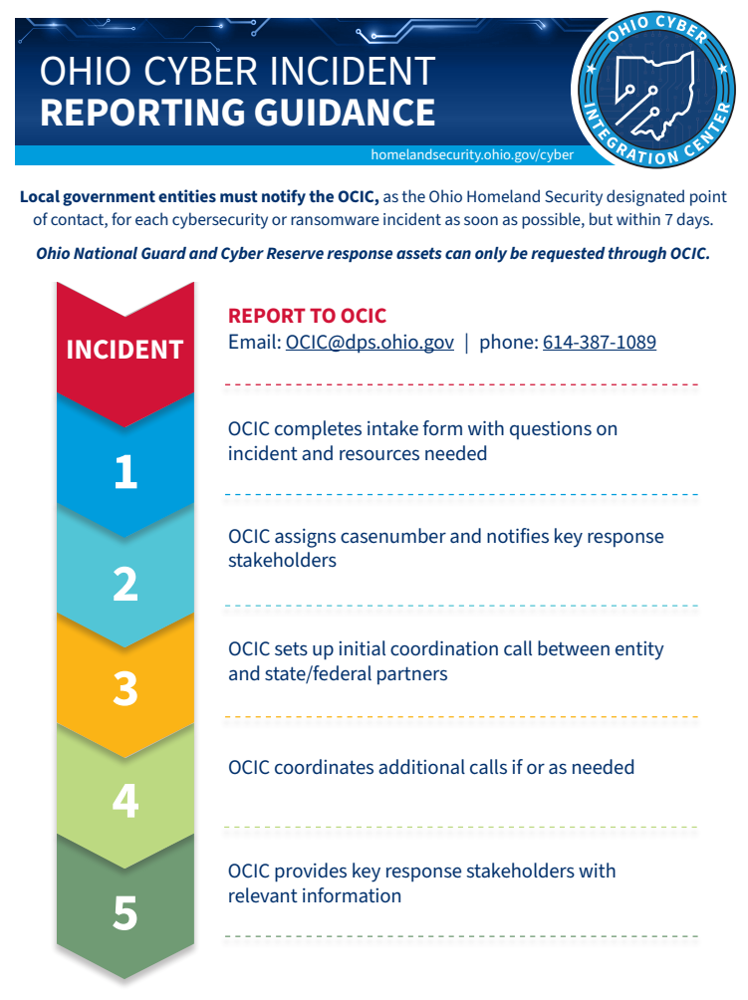 OHIO CYBER INCIDENT
REPORTING GUIDANCE
OHIO CYBER
INTEGRATION CENTER
homelandsecurity.ohio.gov/cyber
Local government entities must notify the OCIC, as the Ohio Homeland Security designated point
of contact, for each cybersecurity or ransomware incident as soon as possible, but within 7 days.
Ohio National Guard and Cyber Reserve response assets can only be requested through OCIC.
INCIDENT
REPORT TO OCIC
Email: OCIC@dps.ohio.gov | phone: 614-387-1089
1
OCIC completes intake form with questions on
incident and resources needed
2
OCIC assigns casenumber and notifies key response
stakeholders
3
OCIC sets up initial coordination call between entity
and state/federal partners
4
OCIC coordinates additional calls if or as needed
5
OCIC provides key response stakeholders with
relevant information